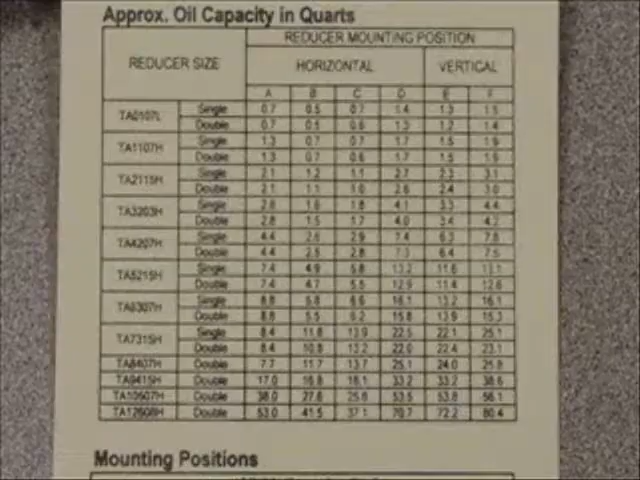 Approx. Oil Capacity in Quarts
REDUCER SIZE REDUCER MOUNTING POSITION
HORIZONTAL VERTICAL
A B C D E F
TA0107L Single 0.7 0.5 0.7 1.4 1.3 1.5
Double 0.7 0.5 0.6 1.3 1.2 1.4
TA1107H Single 1.3 0.7 0.7 1.7 1.5 1.9
Double 1.3 0.7 0.6 1.7 1.5 1.9
TA2115H Single 2.1 1.2 1.1 2.7 2.3 3.1
Double 2.1 1.1 1.0 2.6 2.4 3.0
TA3203H Single 2.8 1.6 1.8 4.1 3.3 4.4
Double 2.8 1.5 1.7 4.0 3.4 4.2
TA4207H Single 4.4 2.6 2.9 7.4 6.3 7.8
Double 4.4 2.5 2.8 7.3 6.4 7.5
TA5215H Single 7.4 4.9 5.8 13.2 11.6 13.1
Double 7.4 4.7 5.5 12.9 11.4 12.6
TA6307H Single 8.8 5.8 6.6 16.1 13.2 16.1
Double 8.8 5.5 6.2 15.8 13.9 15.3
TA7315H Single 8.4 11.8 13.9 22.5 22.1 25.1
Double 8.4 10.8 13.2 22.0 22.4 23.1
TA8407H Double 7.7 11.7 13.7 25.1 24.0 25.8
TA9415H Double 17.0 16.8 18.1 33.2 33.2 38.6
TA10507H Double 38.0 27.6 25.6 53.5 53.8 56.1
TA12608H Double 53.0 41.5 37.1 70.7 72.2 80.4
Mounting Positions